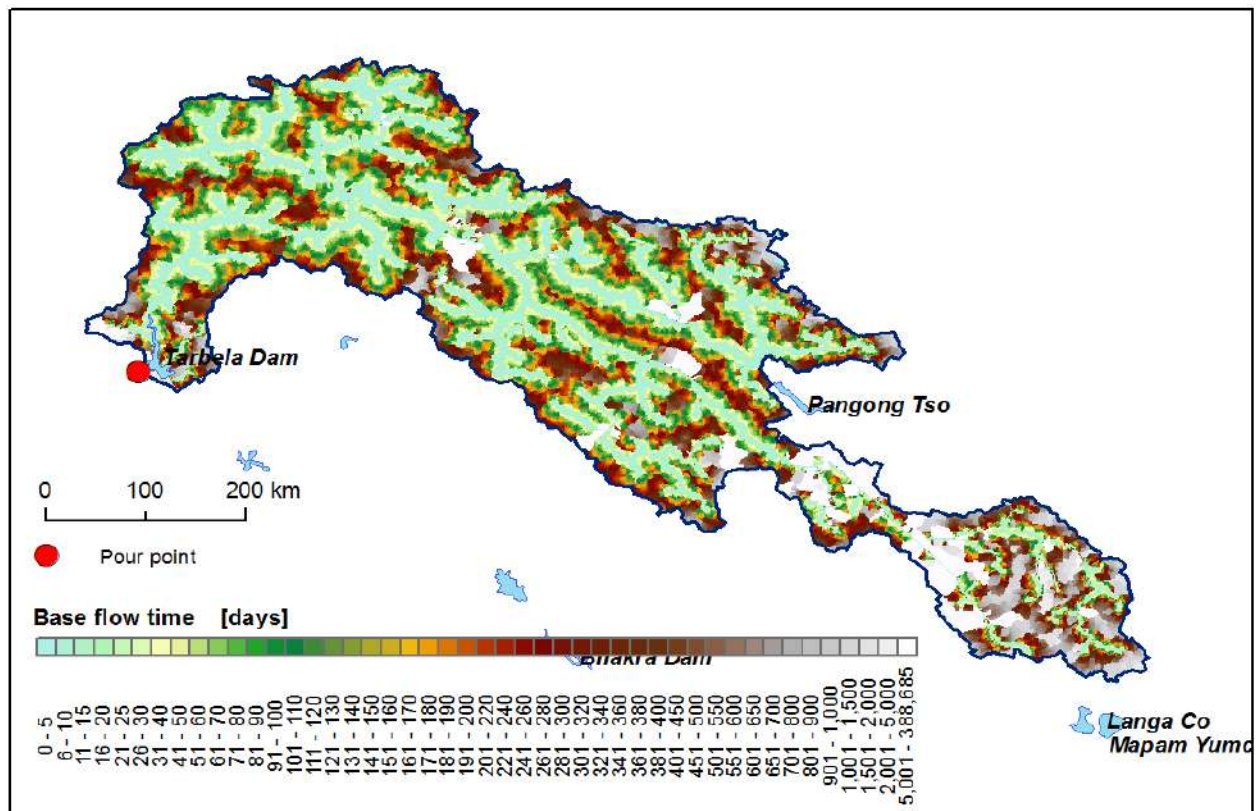 Tarbela Dam
Pangong Tso
0 100 200 km
Pour point
Base flow time [days]
Bhakra Dam
0 - 5
6 - 10
11 - 15
16 - 20
21 - 25
26 - 30
31 - 40
41 - 50
51 - 60
61 - 70
71 - 80
81 - 90
91 - 100
101 - 110
111 - 120
121 - 130
131 - 140
141 - 150
151 - 160
161 - 170
171 - 180
181 - 190
191 - 200
201 - 220
221 - 240
241 - 260
261 - 280
281 - 300
301 - 320
321 - 340
341 - 360
361 - 380
381 - 400
401 - 450
451 - 500
501 - 550
551 - 600
601 - 650
651 - 700
701 - 800
801 - 900
901 - 1,000
1,001 - 1,500
1,501 - 2,000
2,001 - 5,000
5,001 - 388,685
Langa Co
Mapam Yumc